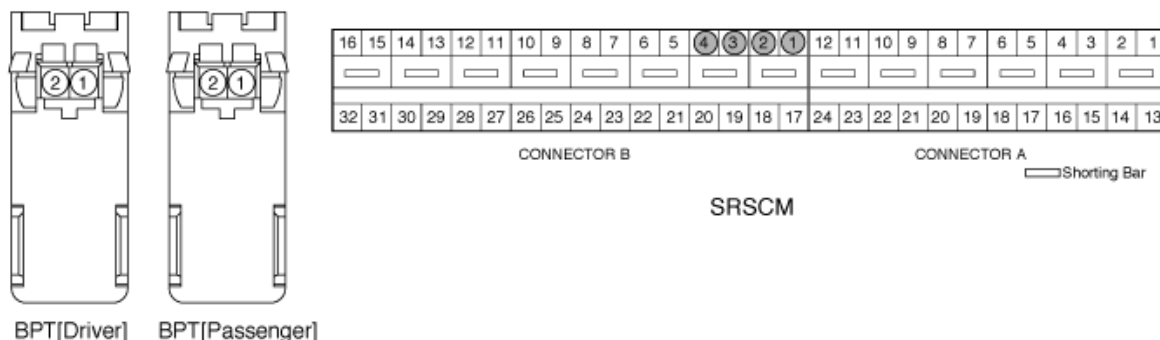 2 1
2 1
16 15 14 13 12 11 10 9 8 7 6 5 4 3 2 1 12 11 10 9 8 7 6 5 4 3 2 1
32 31 30 29 28 27 26 25 24 23 22 21 20 19 18 17 24 23 22 21 20 19 18 17 16 15 14 13
CONNECTOR B
CONNECTOR A
Shorting Bar
SRSCM
BPT[Driver]
BPT[Passenger]